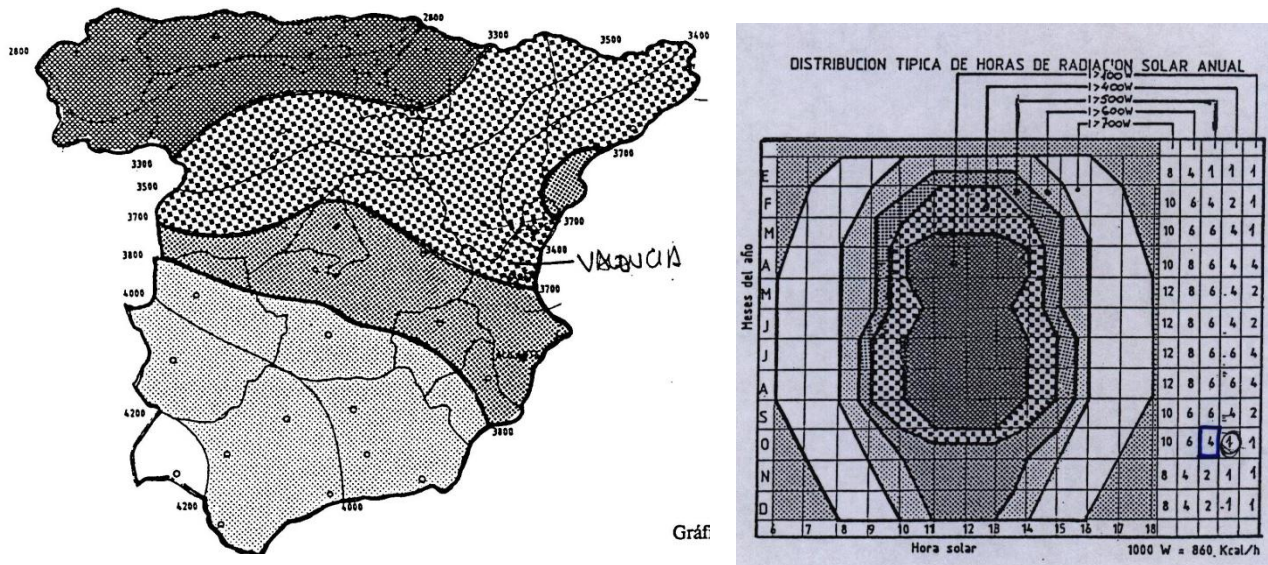 2800
2800
3300
3500
3400
3700
3700
3400
VALENCIA
3700
3300
3500
3700
3800
4000
4200
4200
4000
3800
Gráfi
DISTRIBUCION TIPICA DE HORAS DE RADIACION SOLAR ANUAL
I>400W
I>500W
I>600W
I>700W
Meses del año
E 8 4 1 1 1
F 10 6 4 2 1
M 10 6 6 4 1
A 10 8 6 4 4
M 12 8 6 4 2
J 12 8 6 4 2
J 12 8 6 6 4
A 12 8 6 6 4
S 10 6 6 4 2
O 10 6 4 1 1
N 8 4 2 1 1
D 8 4 2 1 1
6 7 8 9 10 11 12 13 14 15 16 17 18
Hora solar
1000 W = 860 Kcal/h